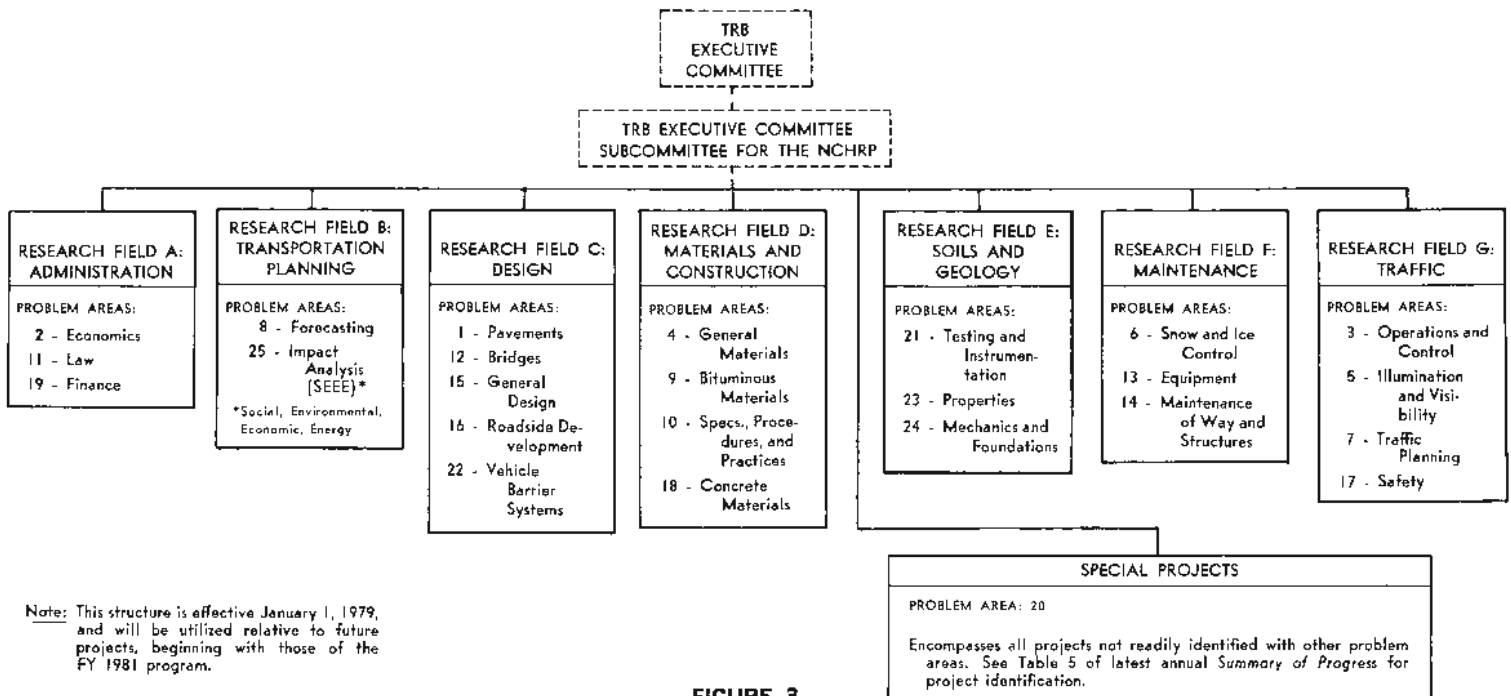 TRB
EXECUTIVE
COMMITTEE
TRB EXECUTIVE COMMITTEE
SUBCOMMITTEE FOR THE NCHRP
RESEARCH FIELD A:
ADMINISTRATION
PROBLEM AREAS:
2 - Economics
11 - Law
19 - Finance
RESEARCH FIELD B:
TRANSPORTATION
PLANNING
PROBLEM AREAS:
8 - Forecasting
25 - Impact
Analysis
(SEEE)*
*Social, Environmental,
Economic, Energy
RESEARCH FIELD C:
DESIGN
PROBLEM AREAS:
1 - Pavements
12 - Bridges
15 - General
Design
16 - Roadside De-
velopment
22 - Vehicle
Barrier
Systems
RESEARCH FIELD D:
MATERIALS AND
CONSTRUCTION
PROBLEM AREAS:
4 - General
Materials
9 - Bituminous
Materials
10 - Specs., Proce-
dures, and
Practices
18 - Concrete
Materials
RESEARCH FIELD E:
SOILS AND
GEOLOGY
PROBLEM AREAS:
21 - Testing and
Instrumen-
tation
23 - Properties
24 - Mechanics and
Foundations
RESEARCH FIELD F:
MAINTENANCE
PROBLEM AREAS:
6 - Snow and Ice
Control
13 - Equipment
14 - Maintenance
of Way and
Structures
RESEARCH FIELD G:
TRAFFIC
PROBLEM AREAS:
3 - Operations and
Control
5 - Illumination
and Visi-
bility
7 - Traffic
Planning
17 - Safety
SPECIAL PROJECTS
PROBLEM AREA: 20
Encompasses all projects not readily identified with other problem
areas. See Table 5 of latest annual Summary of Progress for
project identification.
Note: This structure is effective January 1, 1979,
and will be utilized relative to future
projects, beginning with those of the
FY 1981 program.
FIGURE 3